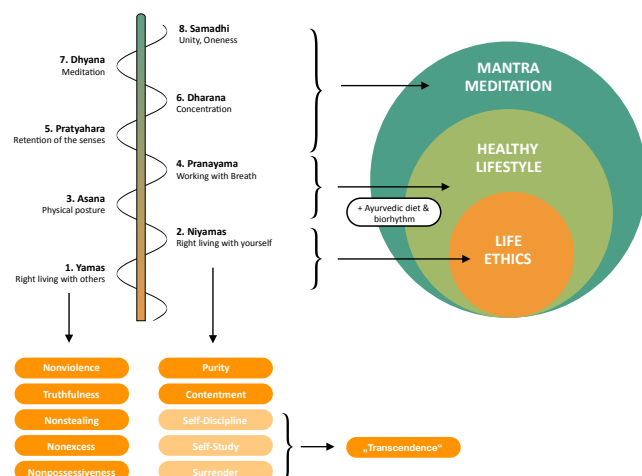 8. Samadhi
Unity, Oneness
7. Dhyana
Meditation
6. Dharana
Concentration
5. Pratyahara
Retention of the senses
4. Pranayama
Working with Breath
3. Asana
Physical posture
2. Niyamas
Right living with yourself
1. Yamas
Right living with others
MANTRA
MEDITATION
HEALTHY
LIFESTYLE
+ Ayurvedic diet &
biorhythm
LIFE
ETHICS
Nonviolence
Truthfulness
Nonstealing
Nonexcess
Nonpossessiveness
Purity
Contentment
Self-Discipline
Self-Study
Surrender
„Transcendence“